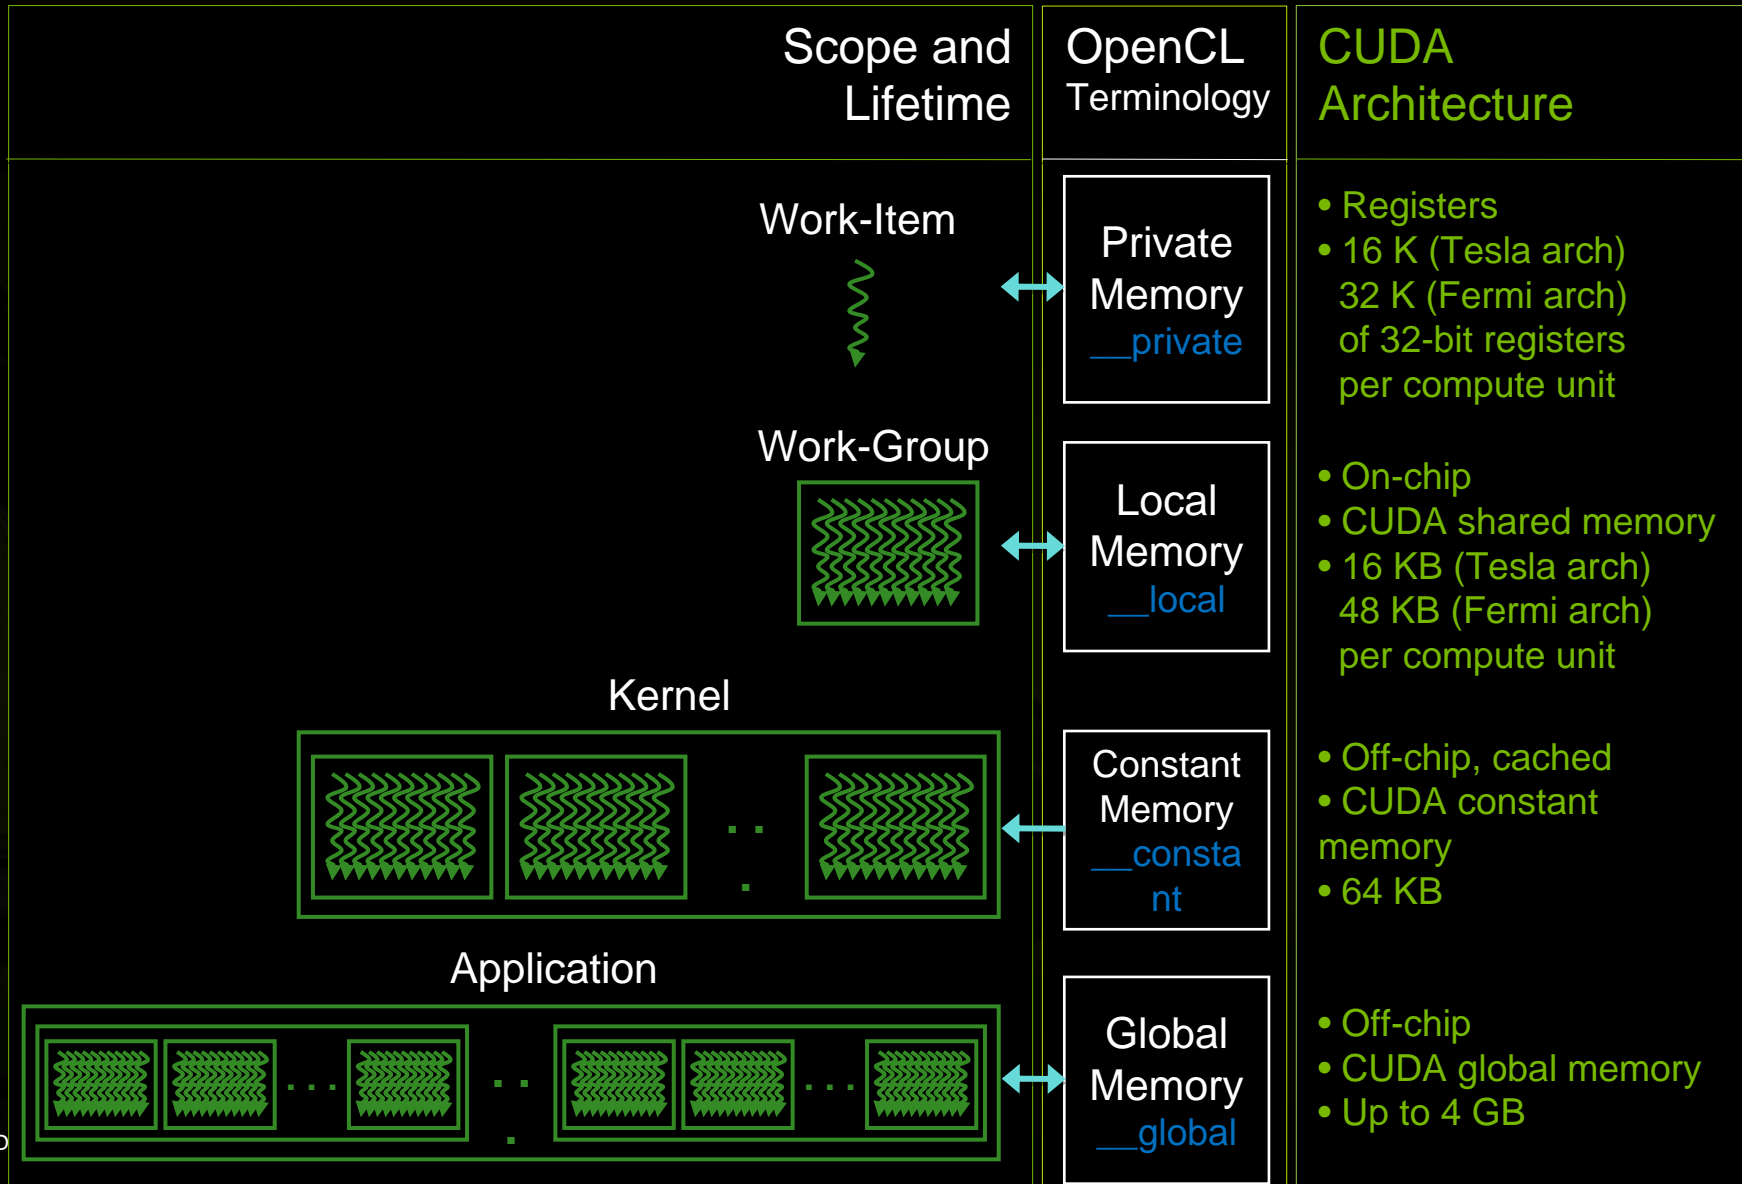 Scope and
Lifetime
OpenCL
Terminology
CUDA
Architecture
Work-Item
Private
Memory
__private
• Registers
• 16 K (Tesla arch)
32 K (Fermi arch)
of 32-bit registers
per compute unit
Work-Group
Local
Memory
__local
• On-chip
• CUDA shared memory
• 16 KB (Tesla arch)
48 KB (Fermi arch)
per compute unit
Kernel
. .
.
Constant
Memory
__consta
nt
• Off-chip, cached
• CUDA constant
memory
• 64 KB
Application
. . .
. .
.
. . .
Global
Memory
__global
• Off-chip
• CUDA global memory
• Up to 4 GB